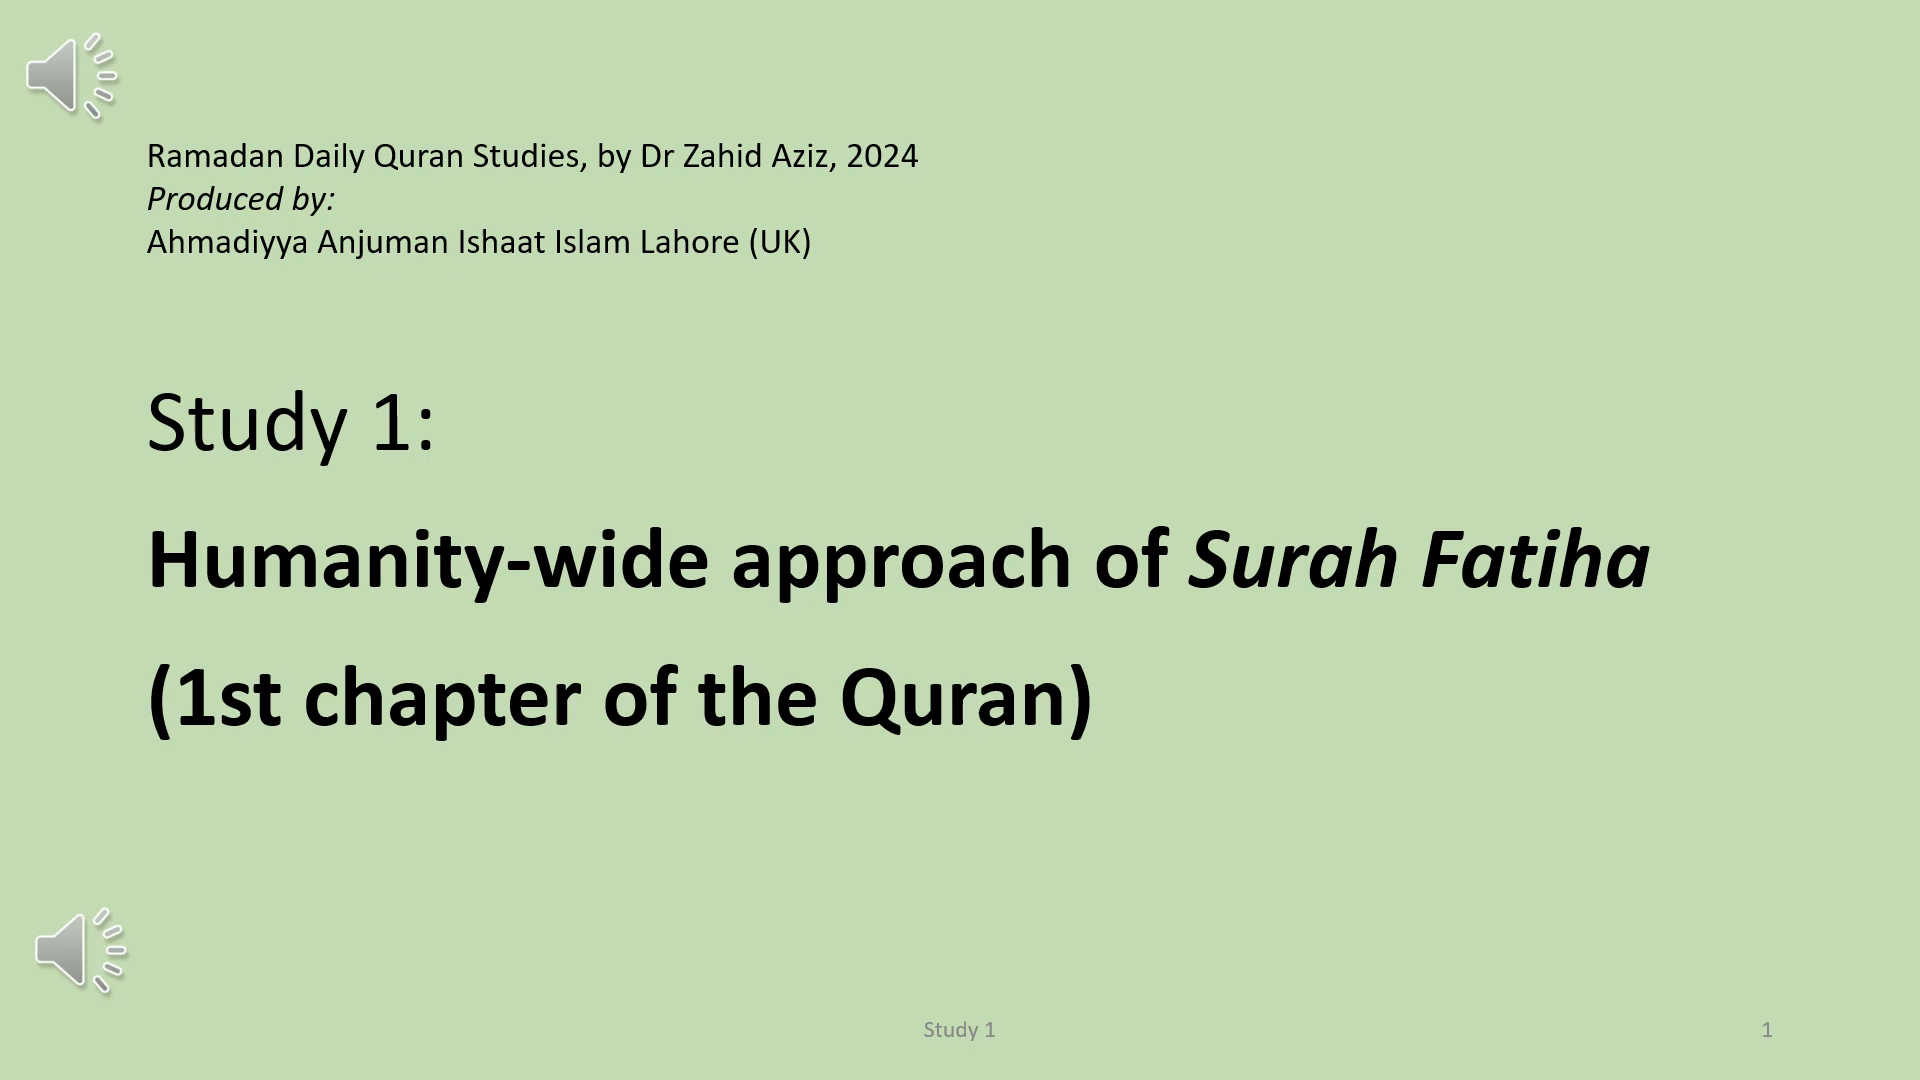 Ramadan Daily Quran Studies, by Dr Zahid Aziz, 2024
Produced by:
Ahmadiyya Anjuman Ishaat Islam Lahore (UK)
Study 1:
Humanity-wide approach of Surah Fatiha
(1st chapter of the Quran)
Study 1
1